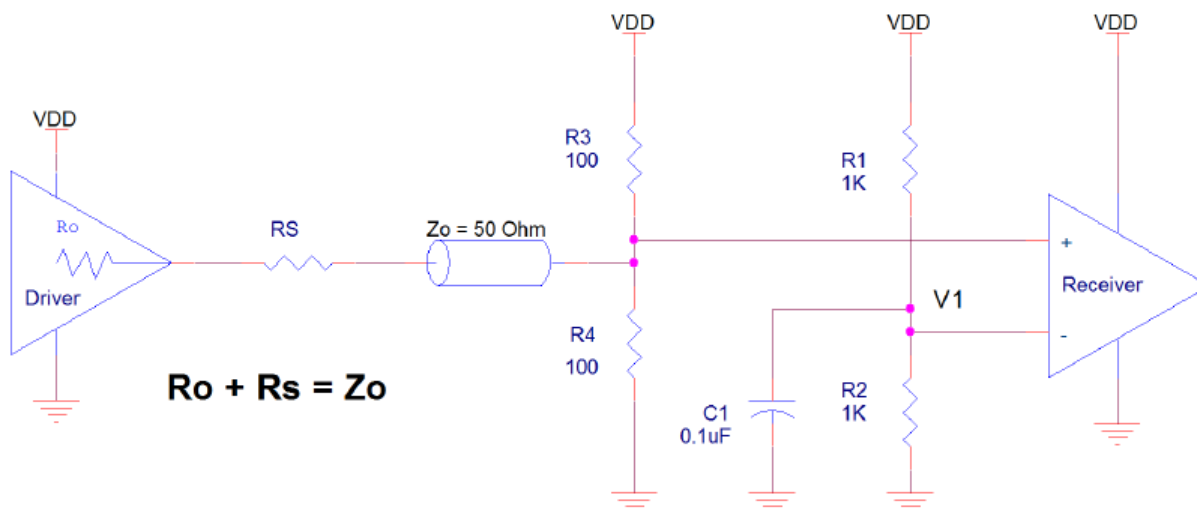 VDD
VDD
VDD
VDD
Ro
Driver
RS
Zo = 50 Ohm
R3
100
R1
1K
+
Receiver
-
V1
R4
100
Ro + Rs = Zo
C1
0.1uF
R2
1K